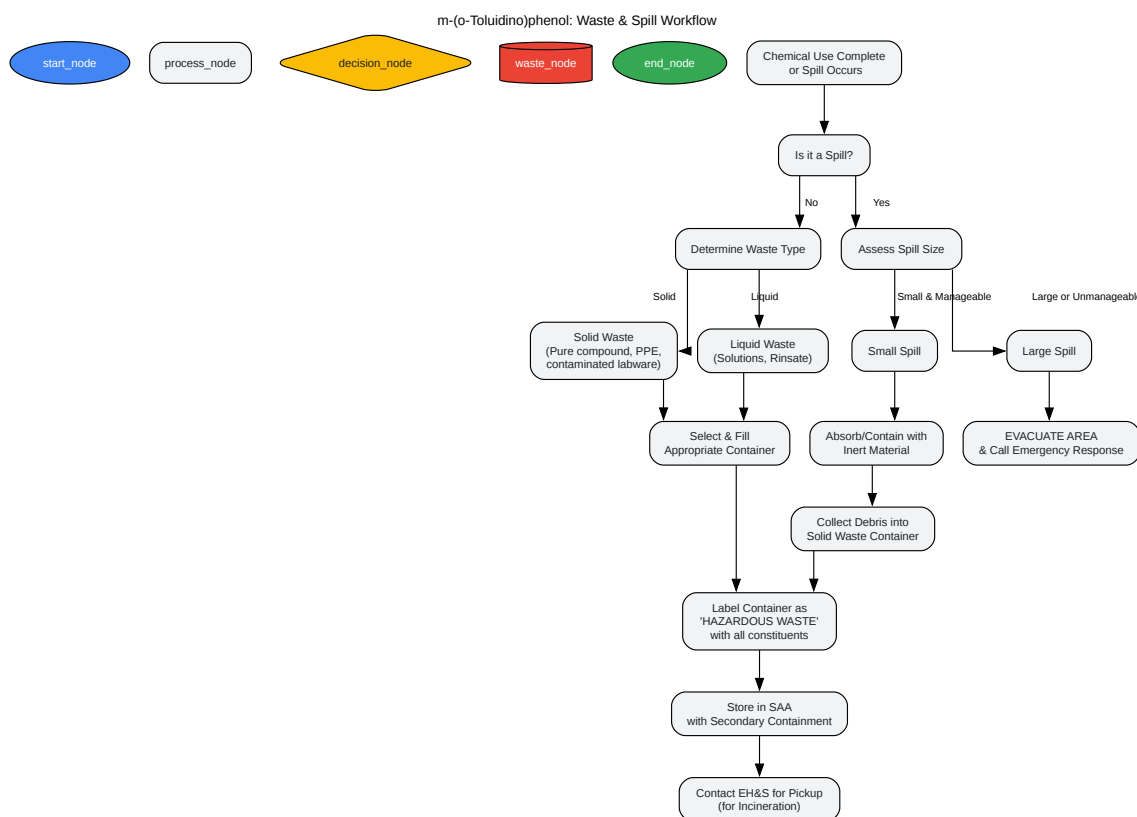 m-(o-Toluidino)phenol: Waste & Spill Workflow
start_node
process_node
decision_node
waste_node
end_node
Chemical Use Complete
or Spill Occurs
Is it a Spill?
No
Yes
Determine Waste Type
Assess Spill Size
Solid
Liquid
Small & Manageable
Large or Unmanageable
Solid Waste
(Pure compound, PPE,
contaminated labware)
Liquid Waste
(Solutions, Rinsate)
Small Spill
Large Spill
Select & Fill
Appropriate Container
Absorb/Contain with
Inert Material
EVACUATE AREA
& Call Emergency Response
Collect Debris into
Solid Waste Container
Label Container as
'HAZARDOUS WASTE'
with all constituents
Store in SAA
with Secondary Containment
Contact EH&S for Pickup
(for Incineration)